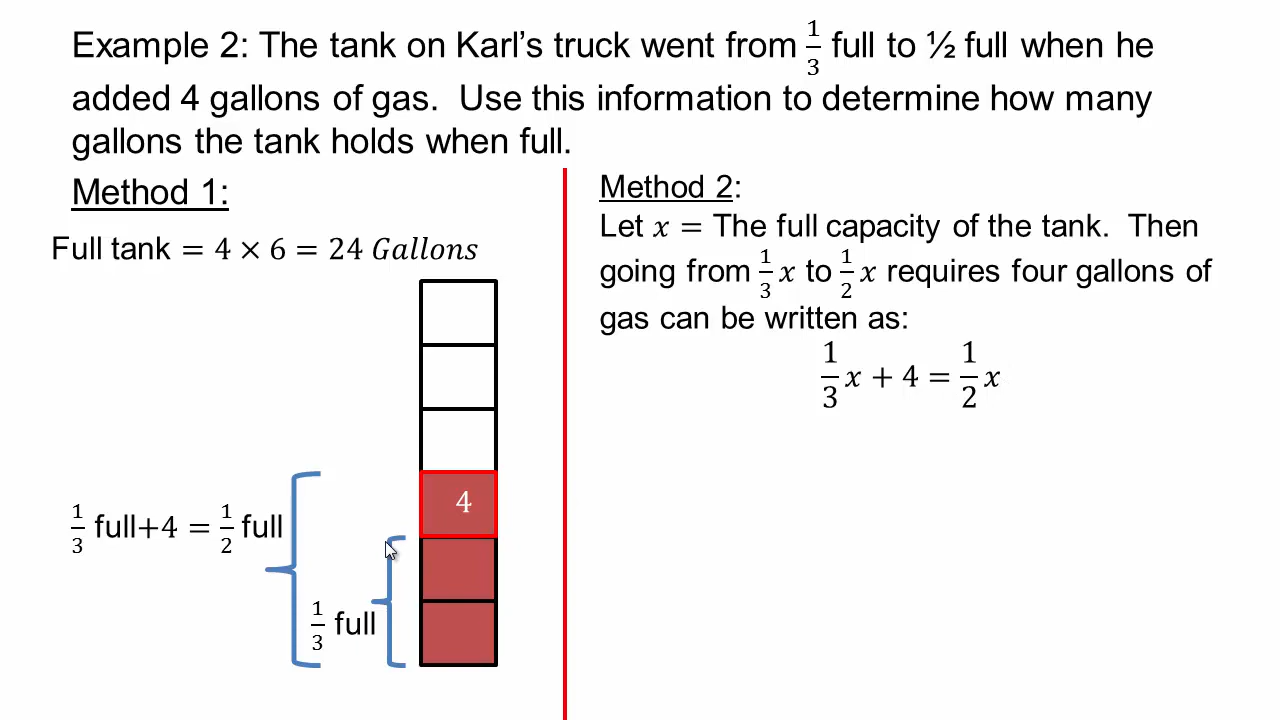 Example 2: The tank on Karl's truck went from 1/3 full to ½ full when he
added 4 gallons of gas. Use this information to determine how many
gallons the tank holds when full.
Method 1:
Full tank = 4 × 6 = 24 Gallons
4
1/3 full+4 = 1/2 full
1/3 full
Method 2:
Let x = The full capacity of the tank. Then
going from 1/3 x to 1/2 x requires four gallons of
gas can be written as:
1/3 x + 4 = 1/2 x